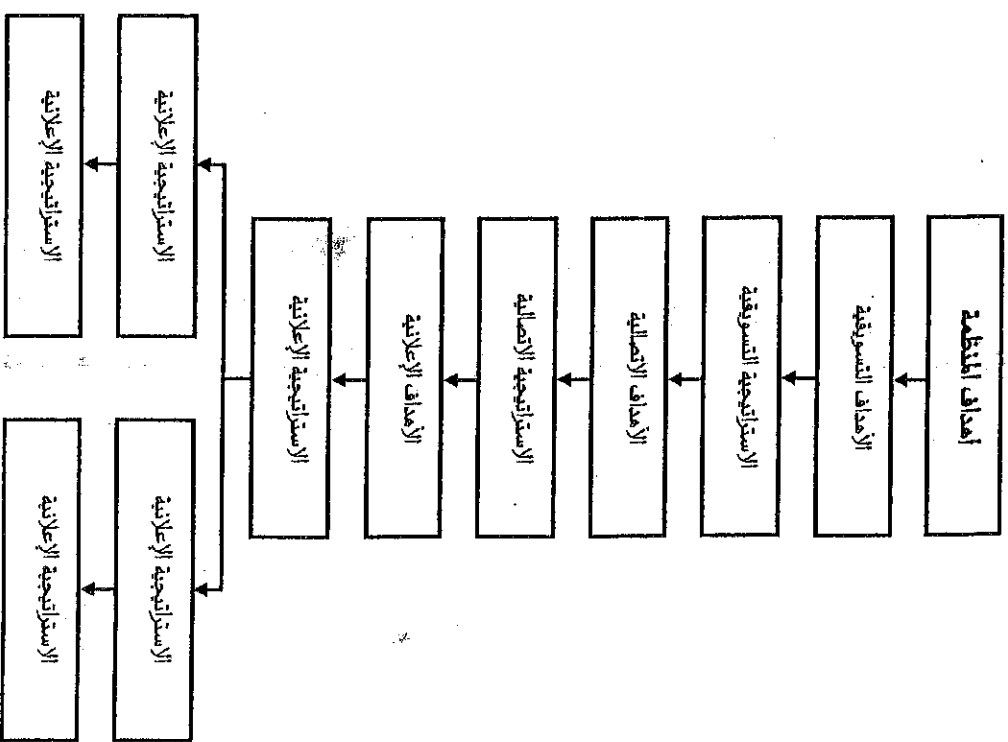 أهداف المنظمة
الأهداف التسويقية
الاستراتيجية التسويقية
الأهداف الاتصالية
الاستراتيجية الاتصالية
الأهداف الإعلانية
الاستراتيجية الإعلانية
الاستراتيجية الإعلانية
الاستراتيجية الإعلانية
الاستراتيجية الإعلانية
الاستراتيجية الإعلانية